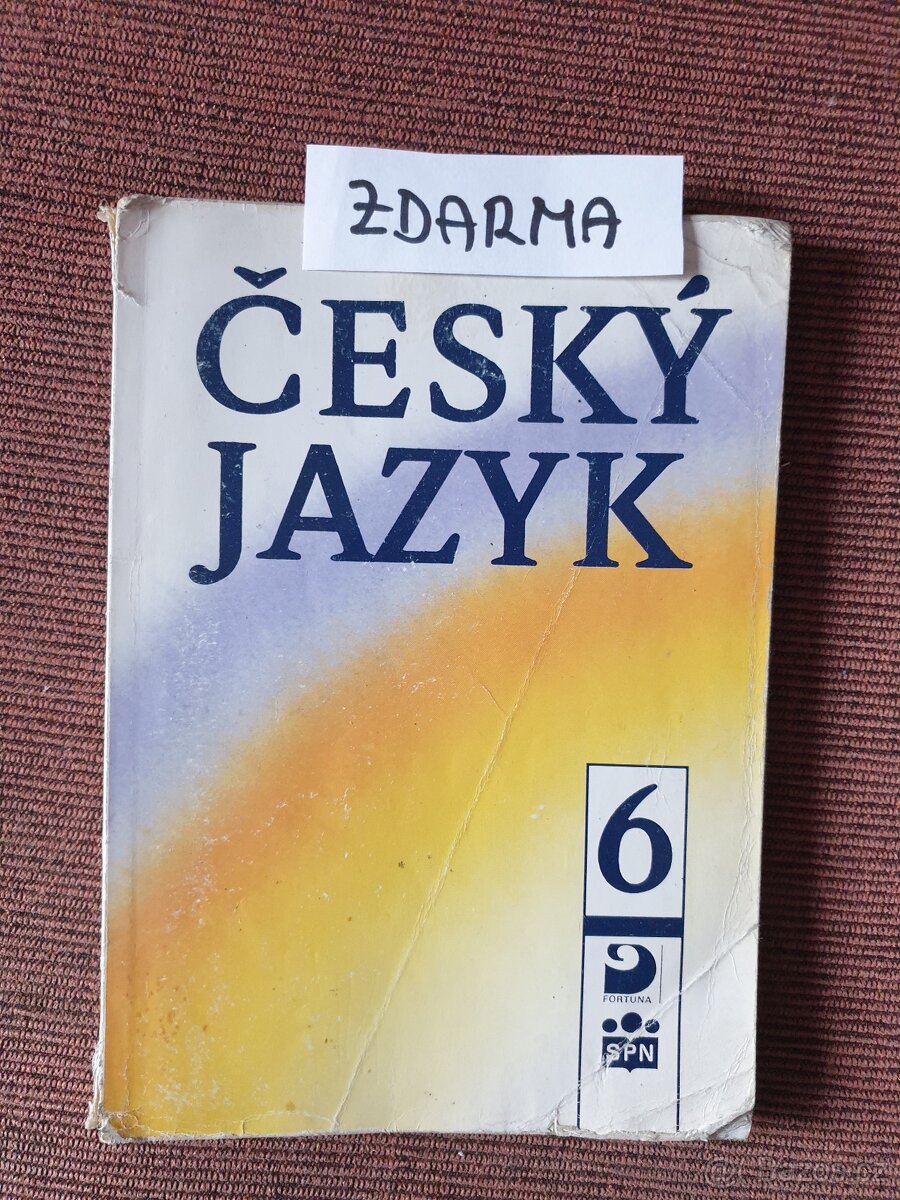 ZDARMA
ČESKÝ
JAZYK
6
FORTUNA
SPN